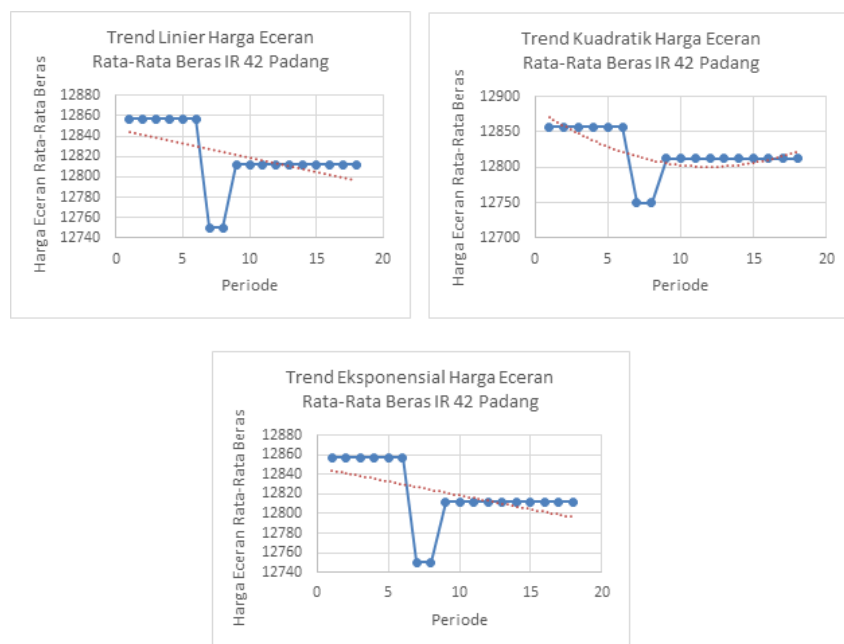 Trend Linier Harga Eceran
Rata-Rata Beras IR 42 Padang
Harga Eceran Rata-Rata Beras
12880
12860
12840
12820
12800
12780
12760
12740
0 5 10 15 20
Periode
Trend Kuadratik Harga Eceran
Rata-Rata Beras IR 42 Padang
Harga Eceran Rata-Rata Beras
12900
12850
12800
12750
12700
0 5 10 15 20
Periode
Trend Eksponensial Harga Eceran
Rata-Rata Beras IR 42 Padang
Harga Eceran Rata-Rata Beras
12880
12860
12840
12820
12800
12780
12760
12740
0 5 10 15 20
Periode